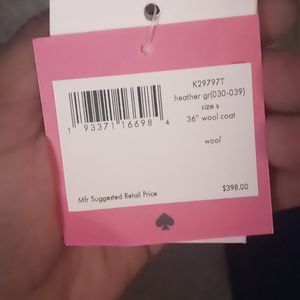 K29797T
heather gr(030-039)
size s
36" wool coat
wool
1 93371 16698 4
Mfr Suggested Retail Price
$398.00